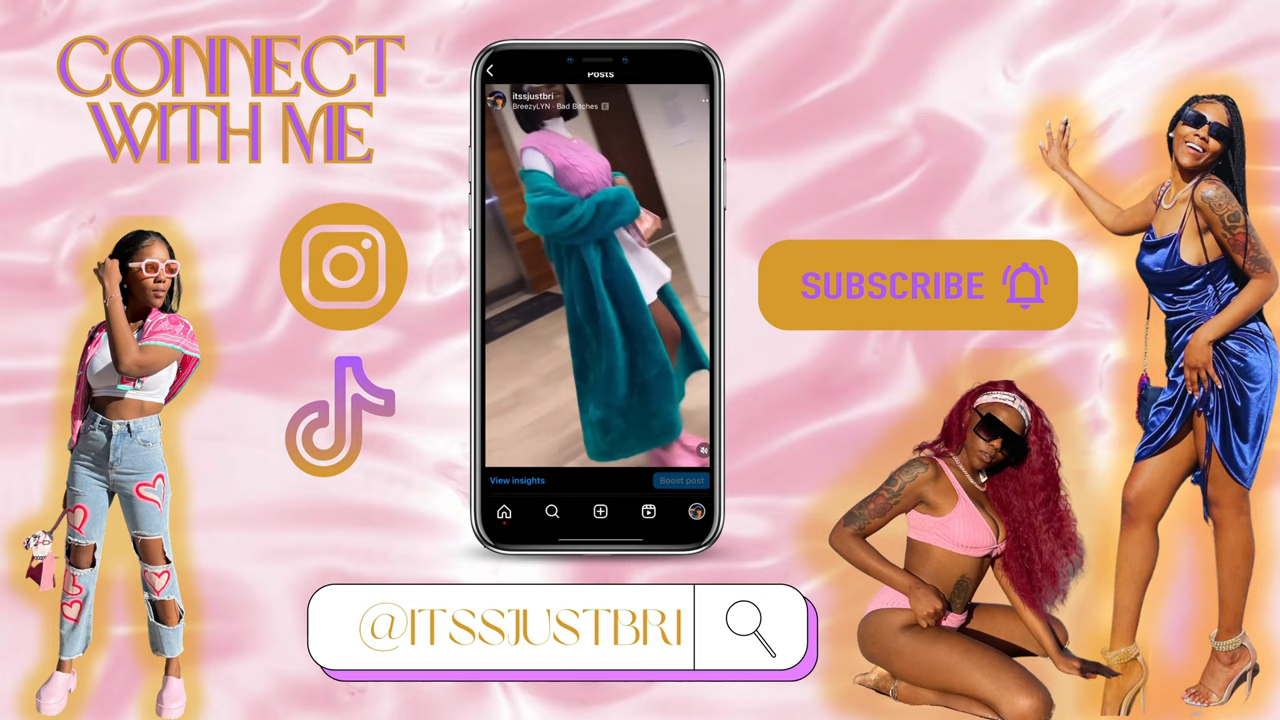 CONNECT
WITH ME
Posts
itssjustbri
BreezyLYN · Bad Bitches E
View insights
Boost post
SUBSCRIBE
@ITSSJUSTBRI